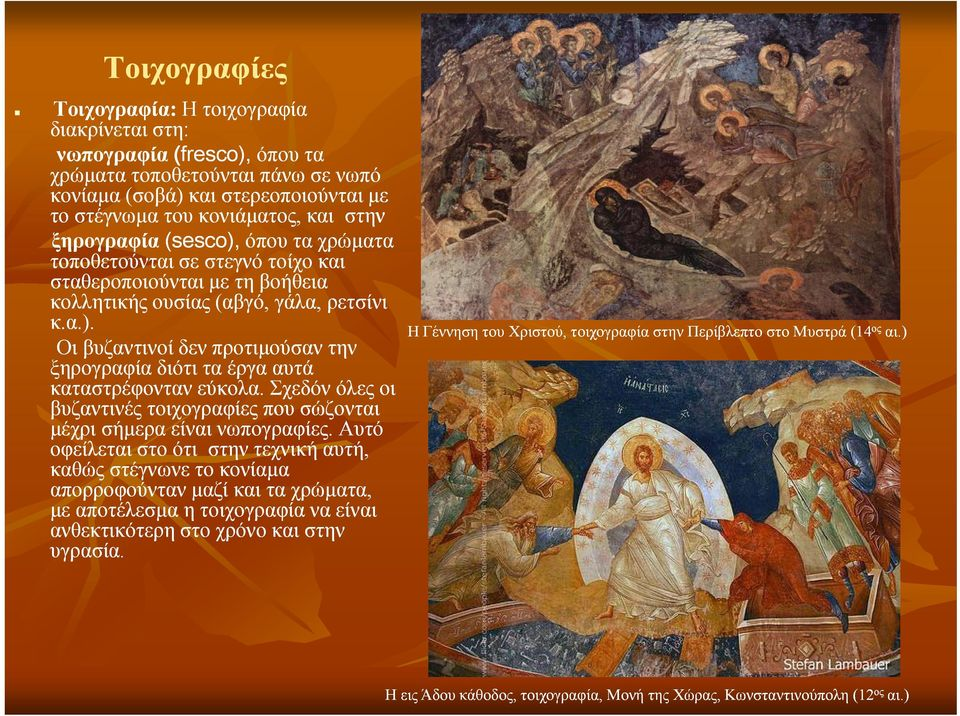 Τοιχογραφίες
Τοιχογραφία: Η τοιχογραφία
διακρίνεται στη:
νωπογραφία (fresco), όπου τα
χρώματα τοποθετούνται πάνω σε νωπό
κονίαμα (σοβά) και στερεοποιούνται με
το στέγνωμα του κονιάματος, και στην
ξηρογραφία (sesco), όπου τα χρώματα
τοποθετούνται σε στεγνό τοίχο και
σταθεροποιούνται με τη βοήθεια
κολλητικής ουσίας (αβγό, γάλα, ρετσίνι
κ.α.).
Οι βυζαντινοί δεν προτιμούσαν την
ξηρογραφία διότι τα έργα αυτά
καταστρέφονταν εύκολα. Σχεδόν όλες οι
βυζαντινές τοιχογραφίες που σώζονται
μέχρι σήμερα είναι νωπογραφίες. Αυτό
οφείλεται στο ότι στην τεχνική αυτή,
καθώς στέγνωνε το κονίαμα
απορροφούνταν μαζί και τα χρώματα,
με αποτέλεσμα η τοιχογραφία να είναι
ανθεκτικότερη στο χρόνο και στην
υγρασία.
Η Γέννηση του Χριστού, τοιχογραφία στην Περίβλεπτο στο Μυστρά (14ος αι.)
Stefan Lambauer
Η εις Άδου κάθοδος, τοιχογραφία, Μονή της Χώρας, Κωνσταντινούπολη (12ος αι.)